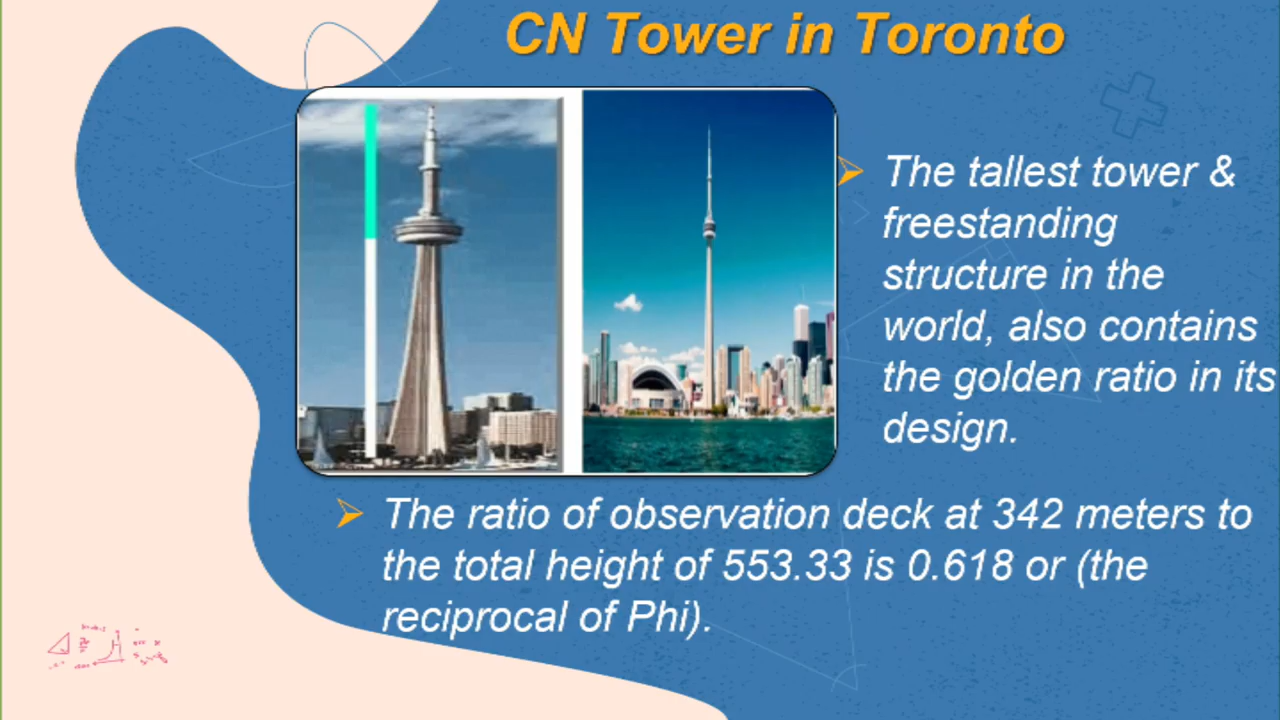 CN Tower in Toronto
The tallest tower &
freestanding
structure in the
world, also contains
the golden ratio in its
design.
The ratio of observation deck at 342 meters to
the total height of 553.33 is 0.618 or (the
reciprocal of Phi).